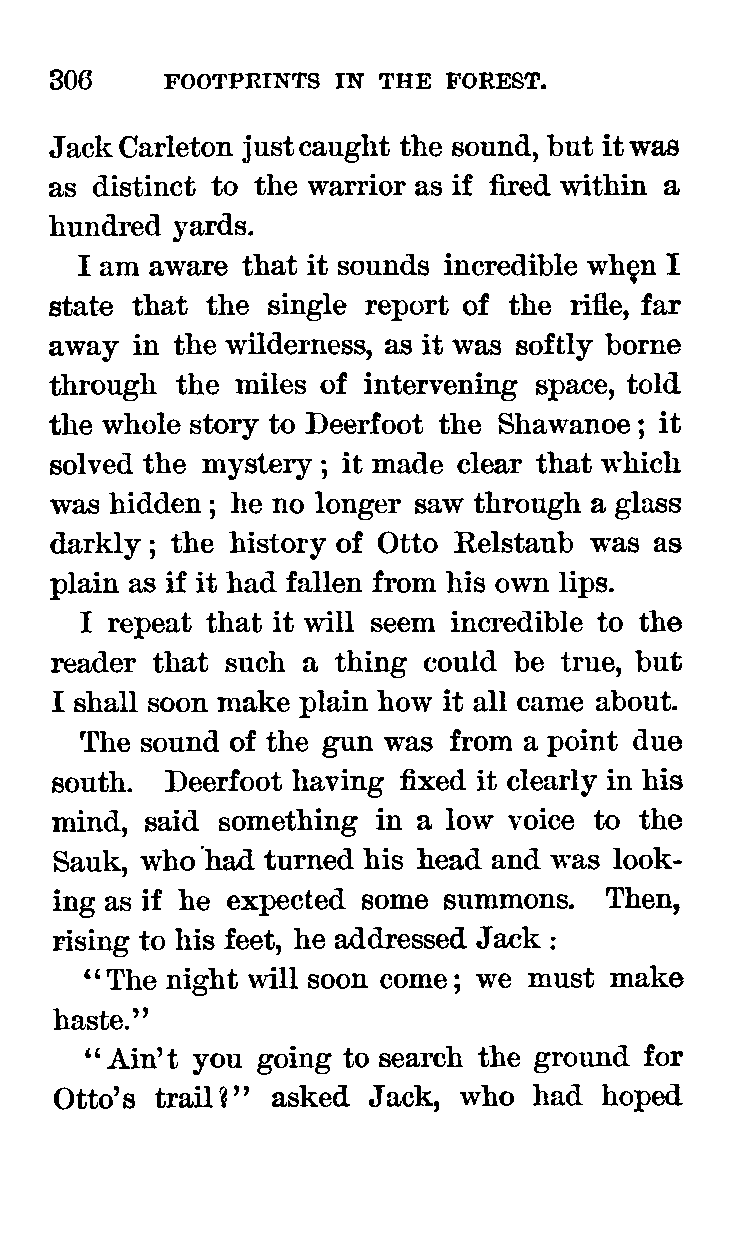 306 FOOTPRINTS IN THE FOREST.
Jack Carleton just caught the sound, but it was
as distinct to the warrior as if fired within a
hundred yards.
I am aware that it sounds incredible when I
state that the single report of the rifle, far
away in the wilderness, as it was softly borne
through the miles of intervening space, told
the whole story to Deerfoot the Shawanoe; it
solved the mystery; it made clear that which
was hidden; he no longer saw through a glass
darkly; the history of Otto Relstaub was as
plain as if it had fallen from his own lips.
I repeat that it will seem incredible to the
reader that such a thing could be true, but
I shall soon make plain how it all came about.
The sound of the gun was from a point due
south. Deerfoot having fixed it clearly in his
mind, said something in a low voice to the
Sauk, who had turned his head and was look-
ing as if he expected some summons. Then,
rising to his feet, he addressed Jack:
"The night will soon come; we must make
haste."
"Ain't you going to search the ground for
Otto's trail?" asked Jack, who had hoped